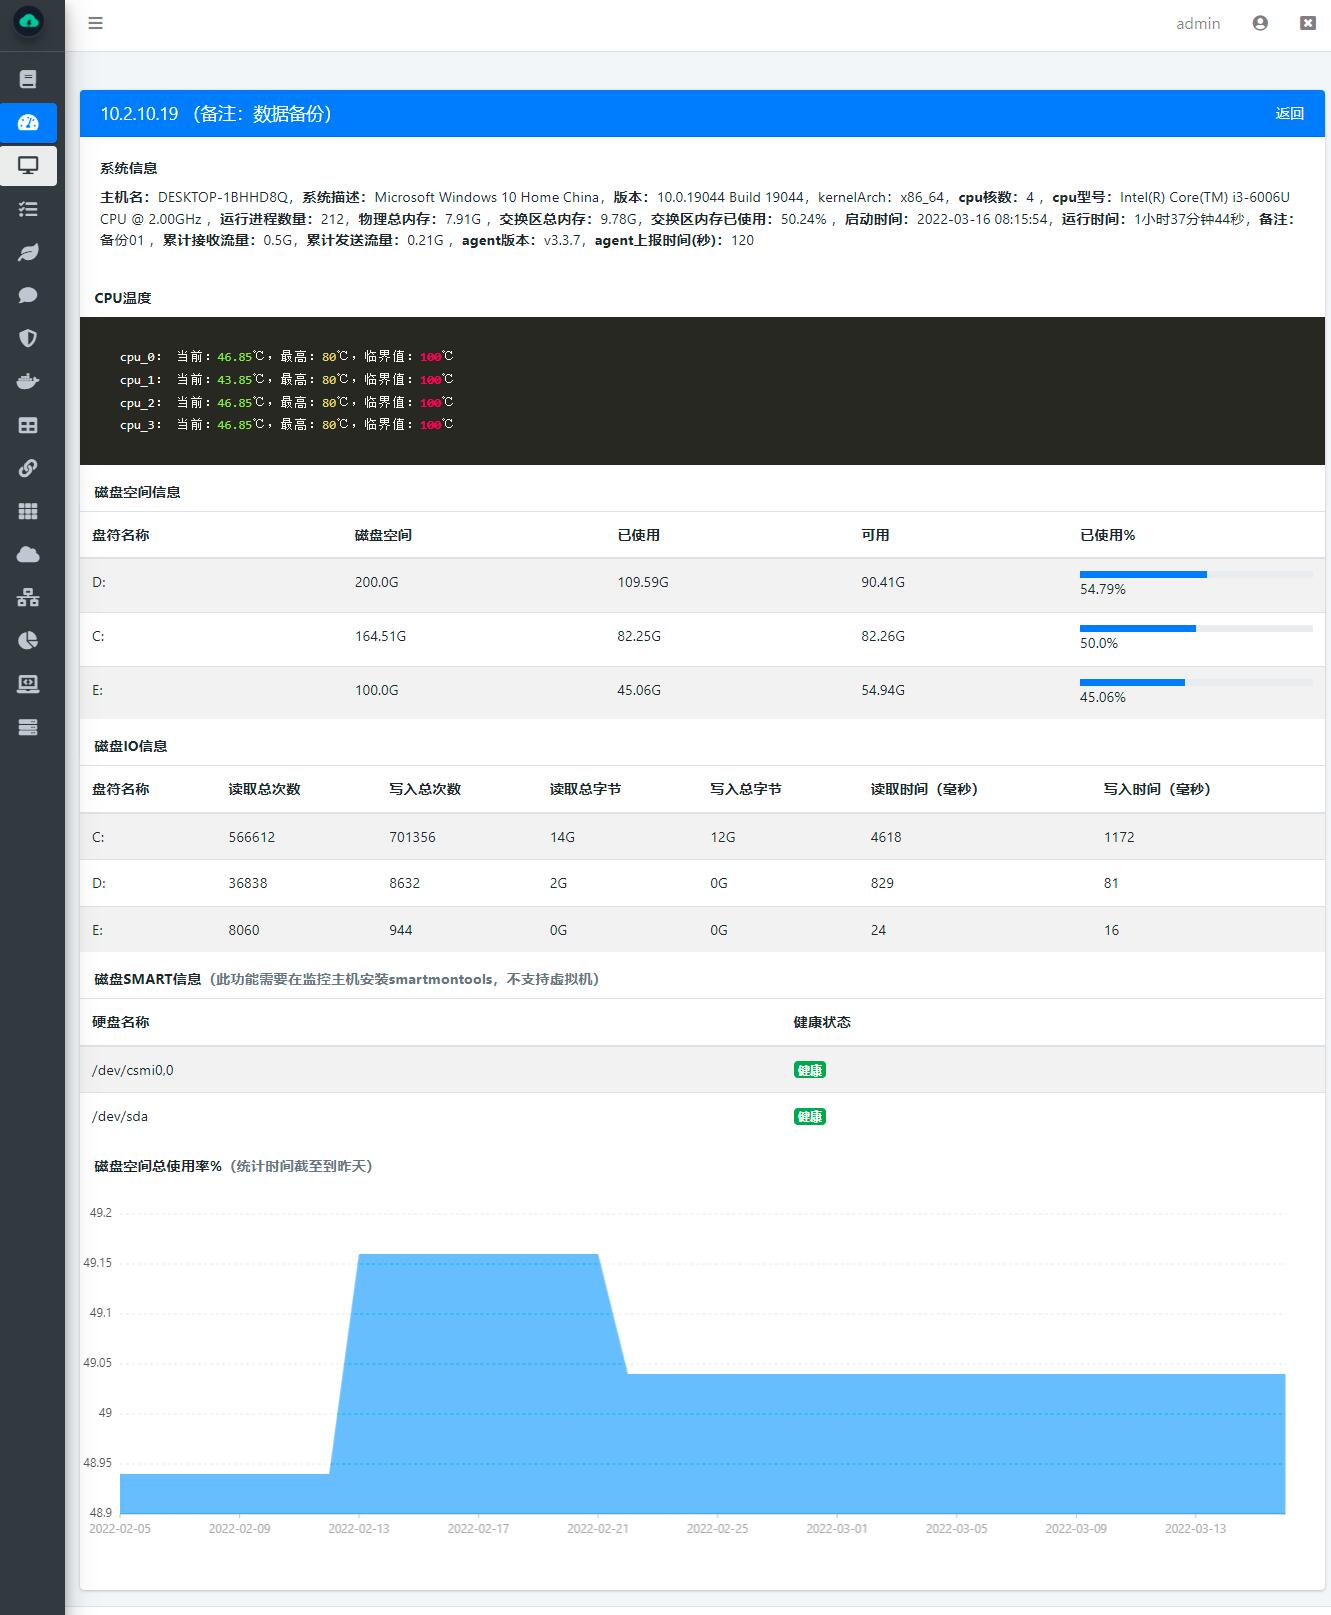 admin
10.2.10.19 （备注：数据备份） 返回
系统信息
主机名：DESKTOP-1BHHD8Q，系统描述：Microsoft Windows 10 Home China，版本：10.0.19044 Build 19044，kernelArch：x86_64，cpu核数：4 ，cpu型号：Intel(R) Core(TM) i3-6006U
CPU @ 2.00GHz ，运行进程数量：212，物理总内存：7.91G ，交换区总内存：9.78G，交换区内存已使用：50.24% ，启动时间：2022-03-16 08:15:54，运行时间：1小时37分钟44秒，备注：
备份01 ，累计接收流量：0.5G，累计发送流量：0.21G ，agent版本：v3.3.7，agent上报时间(秒)：120
CPU温度
cpu_0： 当前：46.85℃，最高：80℃，临界值：100℃
cpu_1： 当前：43.85℃，最高：80℃，临界值：100℃
cpu_2： 当前：46.85℃，最高：80℃，临界值：100℃
cpu_3： 当前：46.85℃，最高：80℃，临界值：100℃
磁盘空间信息
盘符名称 磁盘空间 已使用 可用 已使用%
D: 200.0G 109.59G 90.41G 54.79%
C: 164.51G 82.25G 82.26G 50.0%
E: 100.0G 45.06G 54.94G 45.06%
磁盘IO信息
盘符名称 读取总次数 写入总次数 读取总字节 写入总字节 读取时间（毫秒） 写入时间（毫秒）
C: 566612 701356 14G 12G 4618 1172
D: 36838 8632 2G 0G 829 81
E: 8060 944 0G 0G 24 16
磁盘SMART信息（此功能需要在监控主机安装smartmontools，不支持虚拟机）
硬盘名称 健康状态
/dev/csmi0,0 健康
/dev/sda 健康
磁盘空间总使用率%（统计时间截至到昨天）
49.2
49.15
49.1
49.05
49
48.95
48.9
2022-02-05 2022-02-09 2022-02-13 2022-02-17 2022-02-21 2022-02-25 2022-03-01 2022-03-05 2022-03-09 2022-03-13